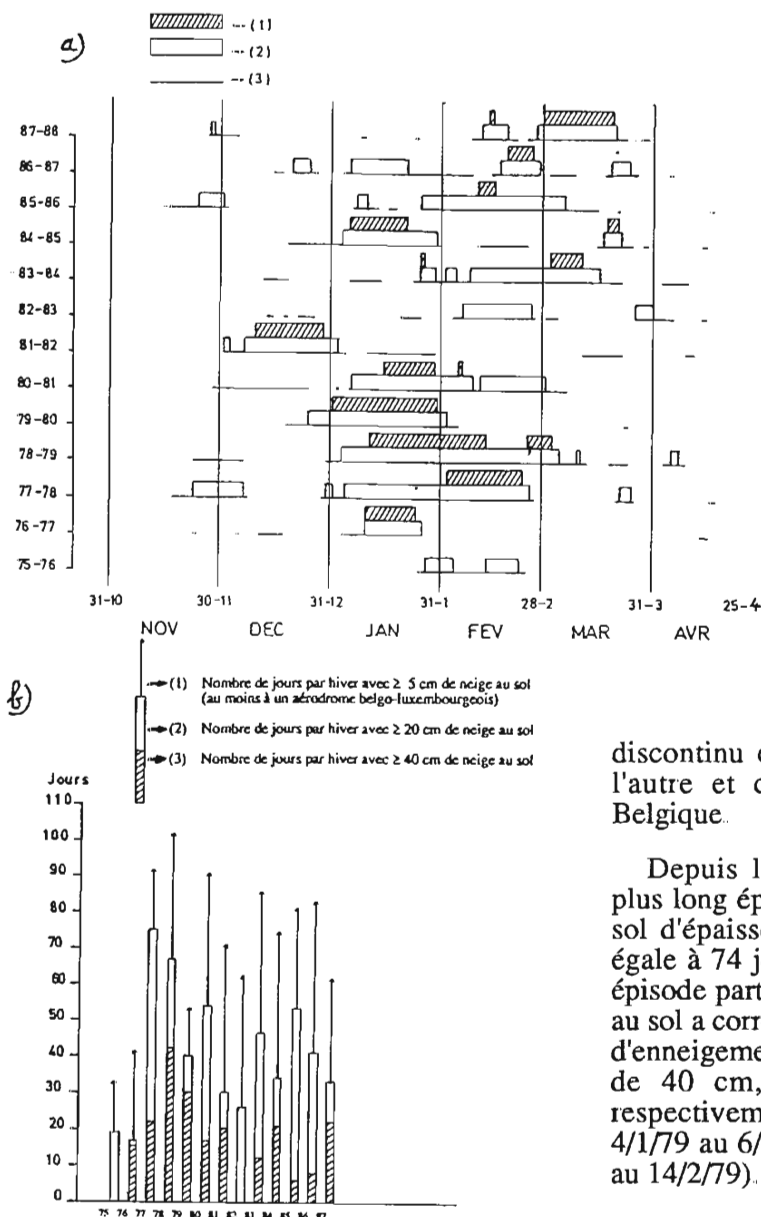 a)
--- (1)
--- (2)
--- (3)
87-88
86-87
85-86
84-85
83-84
82-83
81-82
80-81
79-80
78-79
77-78
76-77
75-76
31-10 30-11 31-12 31-1 28-2 31-3 25-4
NOV DEC JAN FEV MAR AVR
b)
(1) Nombre de jours par hiver avec ≥ 5 cm de neige au sol
(au moins à un aérodrome belgo-luxembourgeois)
(2) Nombre de jours par hiver avec ≥ 20 cm de neige au sol
(3) Nombre de jours par hiver avec ≥ 40 cm de neige au sol
Jours
110
100
90
80
70
60
50
40
30
20
10
0
75 76 77 78 79 80 81 82 83 84 85 86 87
discontinu
l'autre et
Belgique.
Depuis
plus long
sol
égale à 74
épisode
au sol a
d'enneigement
de 40 cm,
respectivement
4/1/79 au
au 14/2/79).